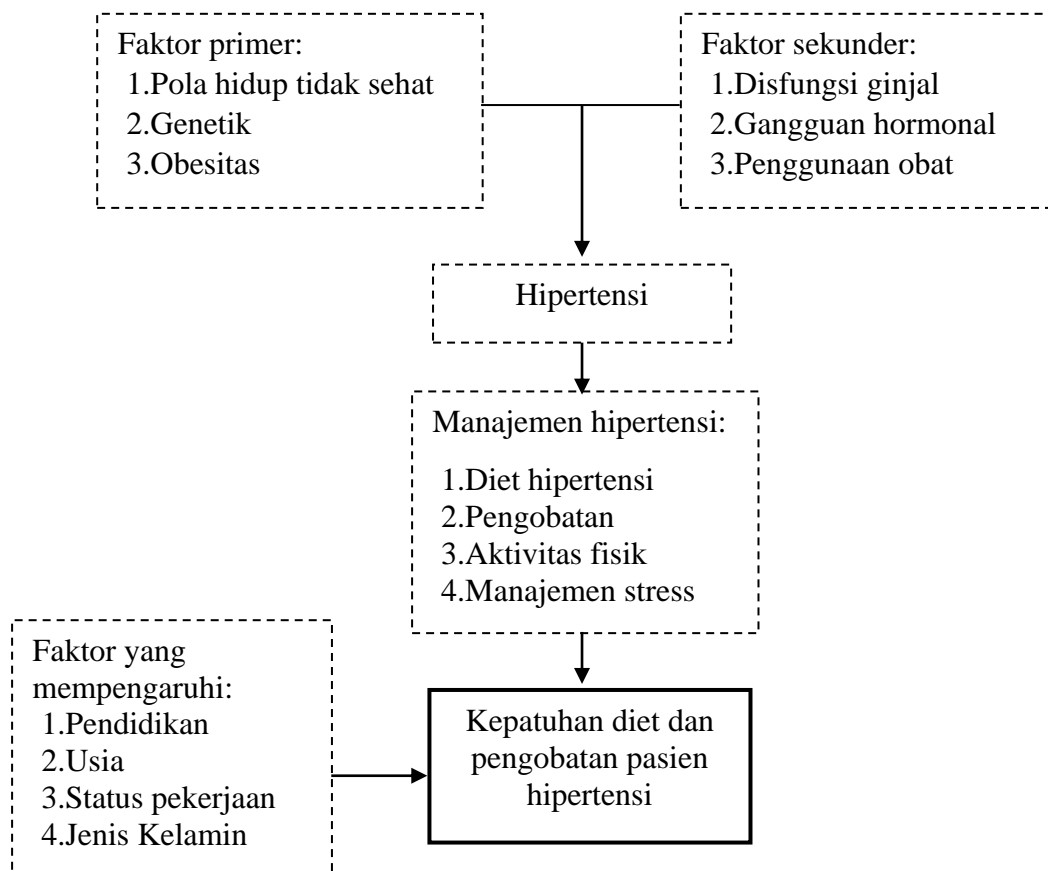 Faktor primer:
1.Pola hidup tidak sehat
2.Genetik
3.Obesitas
Faktor sekunder:
1.Disfungsi ginjal
2.Gangguan hormonal
3.Penggunaan obat
Hipertensi
Manajemen hipertensi:
1.Diet hipertensi
2.Pengobatan
3.Aktivitas fisik
4.Manajemen stress
Faktor yang
mempengaruhi:
1.Pendidikan
2.Usia
3.Status pekerjaan
4.Jenis Kelamin
Kepatuhan diet dan
pengobatan pasien
hipertensi